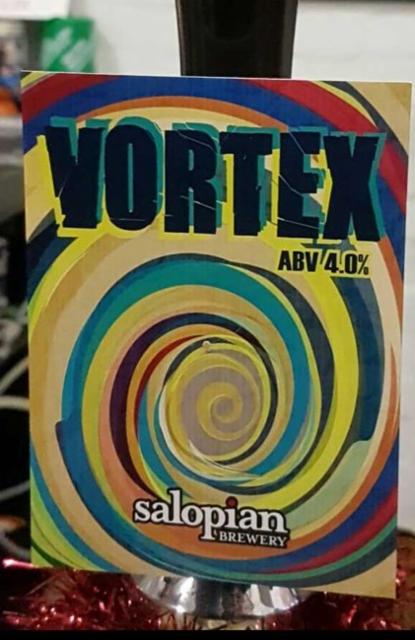 VORTEX
ABV 4.0%
salopian
BREWERY